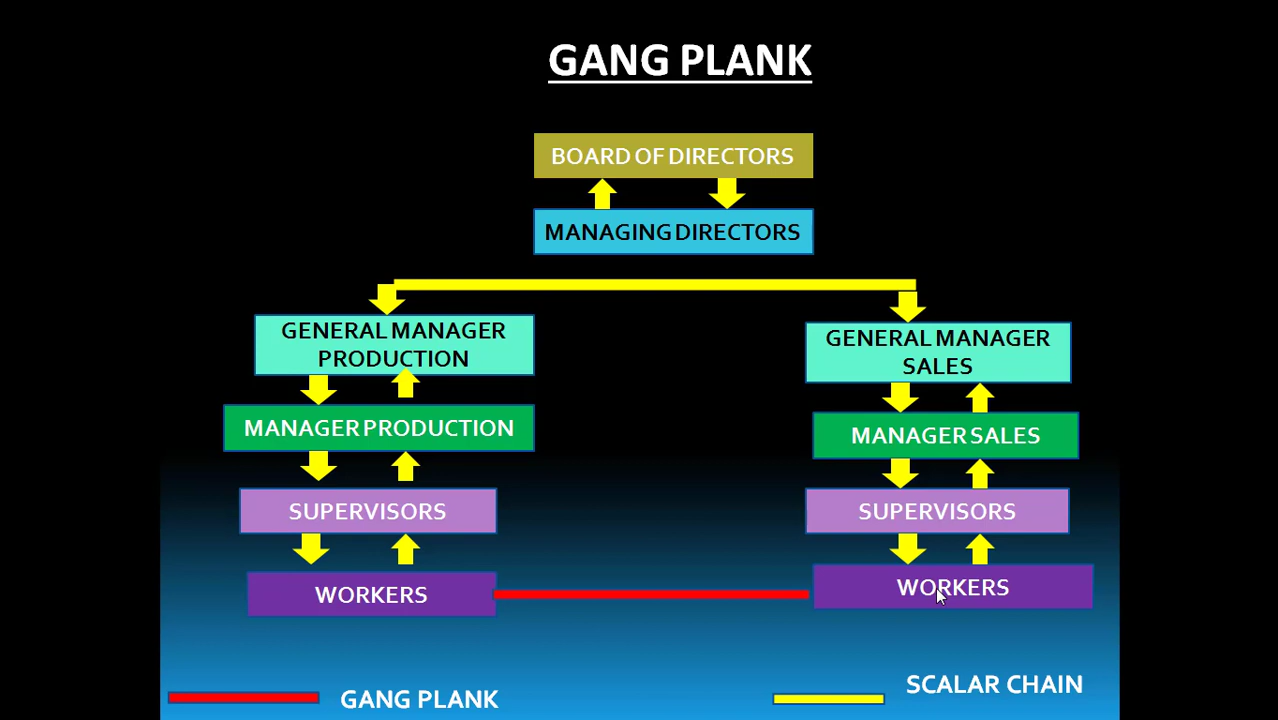 GANG PLANK
BOARD OF DIRECTORS
MANAGING DIRECTORS
GENERAL MANAGER
PRODUCTION
GENERAL MANAGER
SALES
MANAGER PRODUCTION
MANAGER SALES
SUPERVISORS
SUPERVISORS
WORKERS
WORKERS
GANG PLANK
SCALAR CHAIN